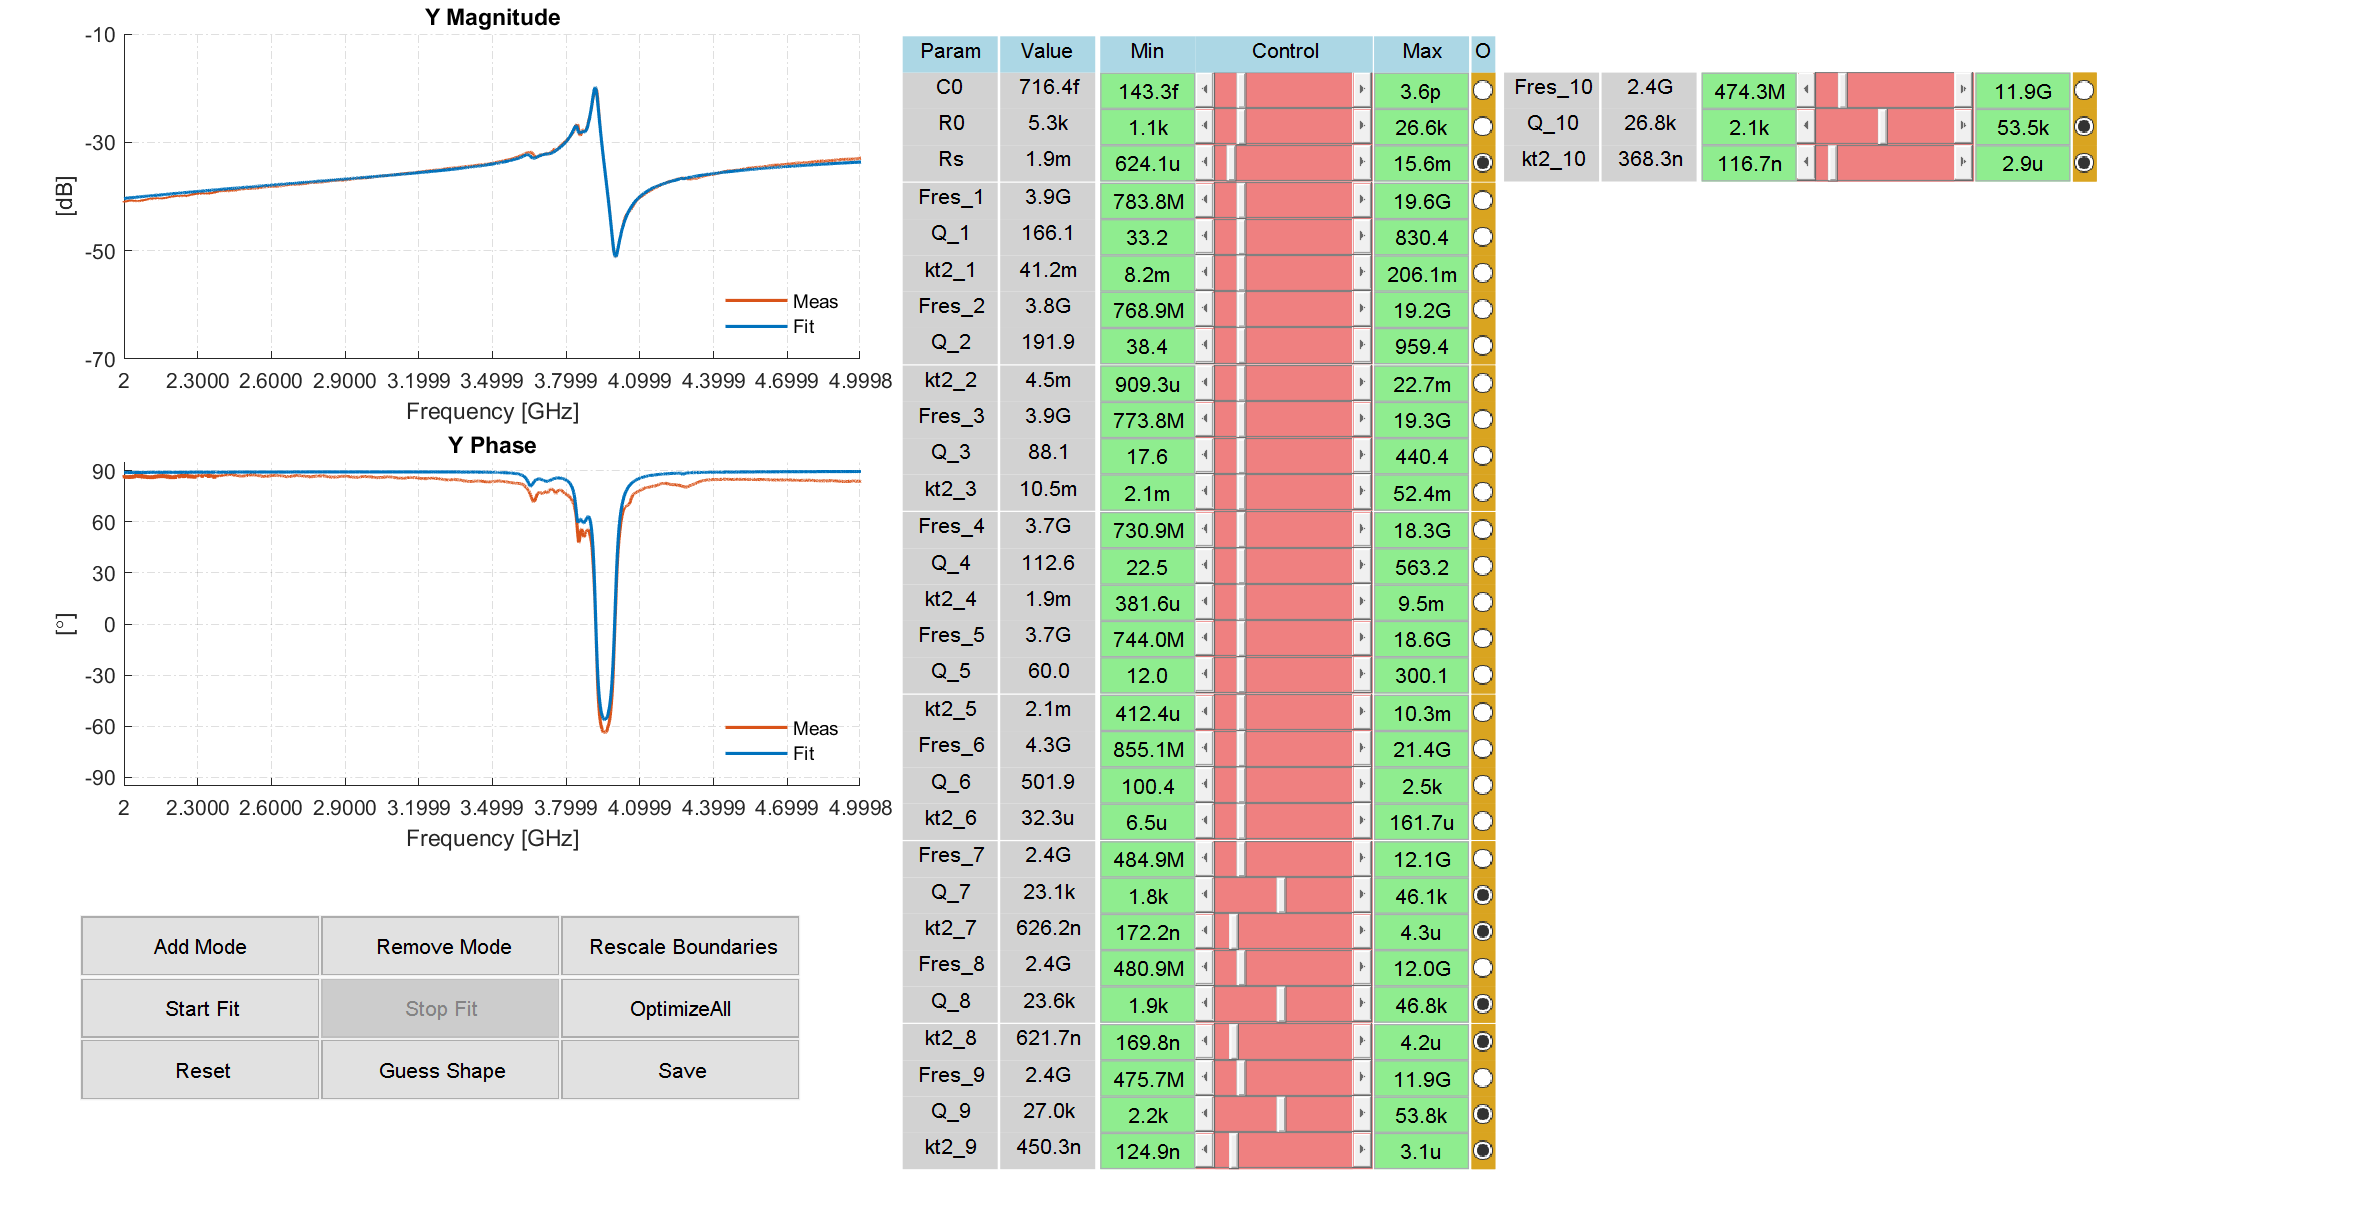 Y Magnitude
-10
-30
-50
-70
[dB]
2 2.3000 2.6000 2.9000 3.1999 3.4999 3.7999 4.0999 4.3999 4.6999 4.9998
Frequency [GHz]
Meas
Fit
Y Phase
90
60
30
0
-30
-60
-90
[°]
2 2.3000 2.6000 2.9000 3.1999 3.4999 3.7999 4.0999 4.3999 4.6999 4.9998
Frequency [GHz]
Meas
Fit
Add Mode Remove Mode Rescale Boundaries
Start Fit Stop Fit OptimizeAll
Reset Guess Shape Save
Param Value Min Control Max O
C0 716.4f 143.3f 3.6p
R0 5.3k 1.1k 26.6k
Rs 1.9m 624.1u 15.6m
Fres_1 3.9G 783.8M 19.6G
Q_1 166.1 33.2 830.4
kt2_1 41.2m 8.2m 206.1m
Fres_2 3.8G 768.9M 19.2G
Q_2 191.9 38.4 959.4
kt2_2 4.5m 909.3u 22.7m
Fres_3 3.9G 773.8M 19.3G
Q_3 88.1 17.6 440.4
kt2_3 10.5m 2.1m 52.4m
Fres_4 3.7G 730.9M 18.3G
Q_4 112.6 22.5 563.2
kt2_4 1.9m 381.6u 9.5m
Fres_5 3.7G 744.0M 18.6G
Q_5 60.0 12.0 300.1
kt2_5 2.1m 412.4u 10.3m
Fres_6 4.3G 855.1M 21.4G
Q_6 501.9 100.4 2.5k
kt2_6 32.3u 6.5u 161.7u
Fres_7 2.4G 484.9M 12.1G
Q_7 23.1k 1.8k 46.1k
kt2_7 626.2n 172.2n 4.3u
Fres_8 2.4G 480.9M 12.0G
Q_8 23.6k 1.9k 46.8k
kt2_8 621.7n 169.8n 4.2u
Fres_9 2.4G 475.7M 11.9G
Q_9 27.0k 2.2k 53.8k
kt2_9 450.3n 124.9n 3.1u
Fres_10 2.4G 474.3M 11.9G
Q_10 26.8k 2.1k 53.5k
kt2_10 368.3n 116.7n 2.9u